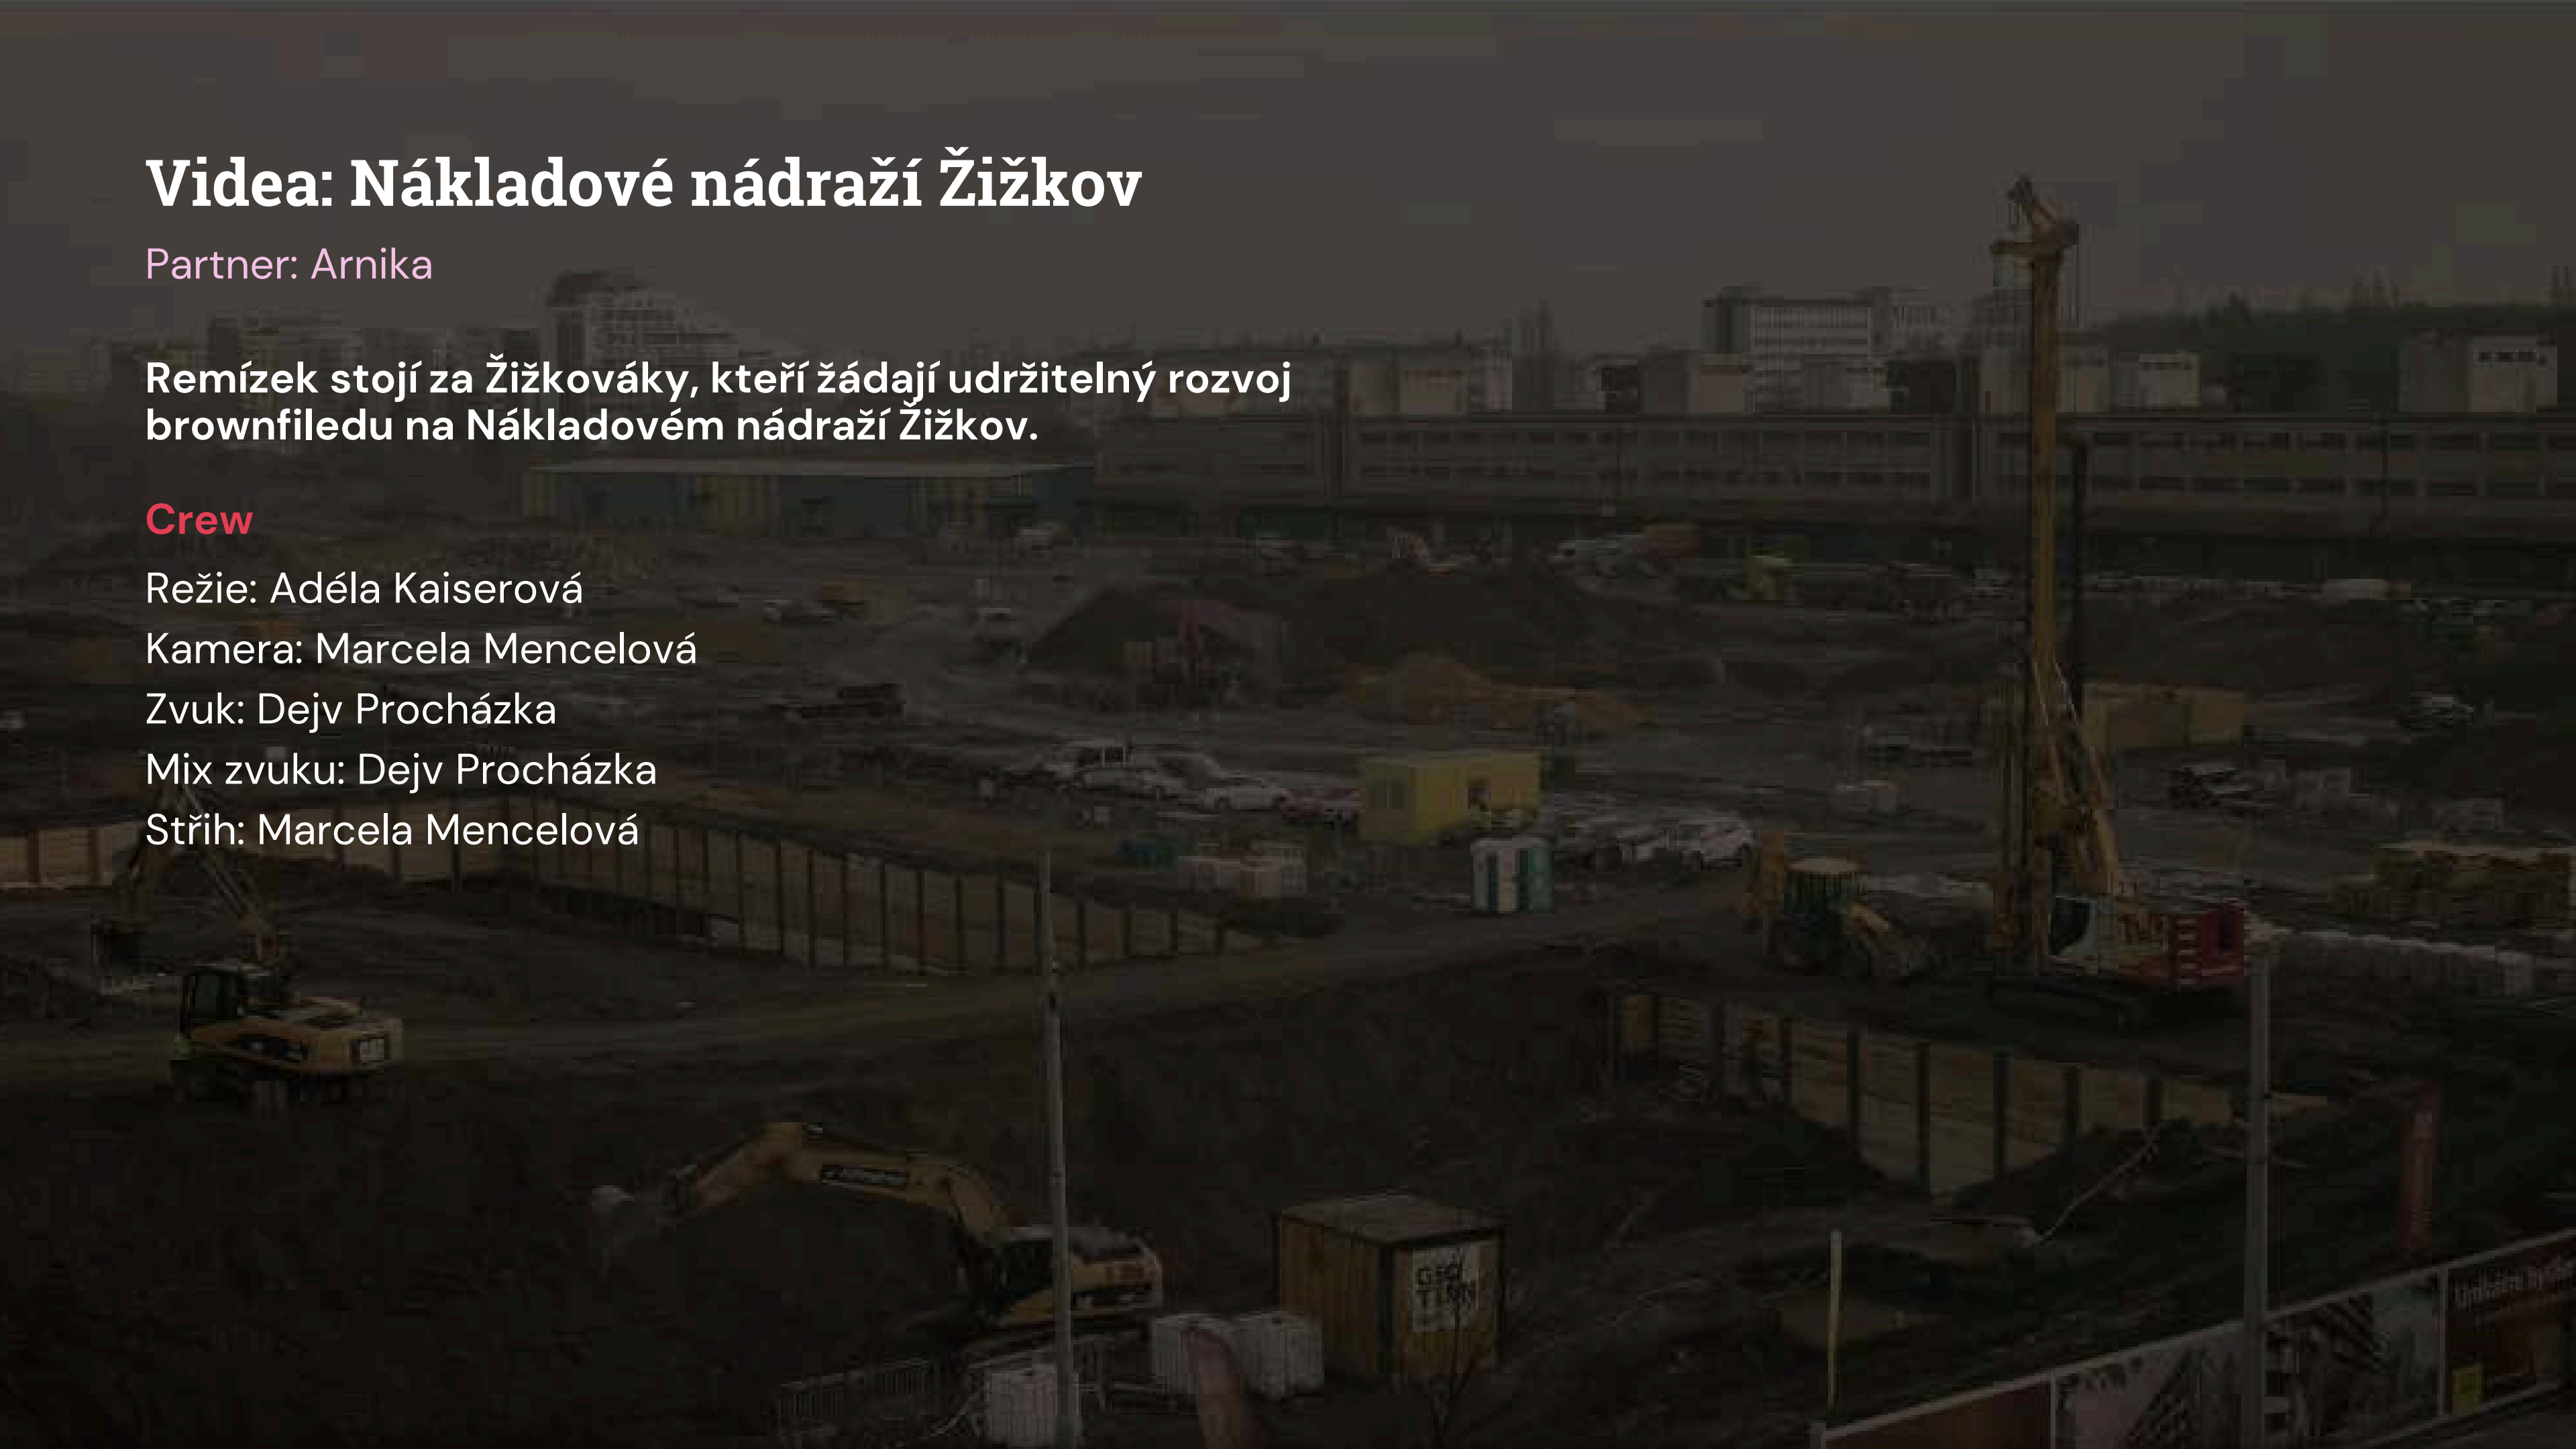 Videa: Nákladové nádraží Žižkov
Partner: Arnika
Remízek stojí za Žižkováky, kteří žádají udržitelný rozvoj
brownfiledu na Nákladovém nádraží Žižkov.
Crew
Režie: Adéla Kaiserová
Kamera: Marcela Mencelová
Zvuk: Dejv Procházka
Mix zvuku: Dejv Procházka
Střih: Marcela Mencelová